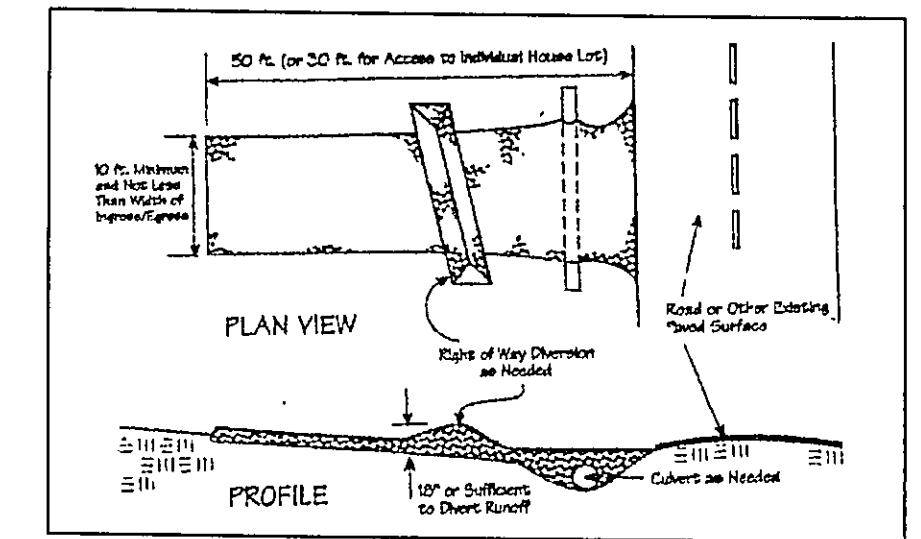 50 ft. (or 30 ft. for Access to Individual House Lot)
10 ft. Minimum
and Not Less
Than Width of
Ingress/Egress
PLAN VIEW
Road or Other Existing
Paved Surface
Right of Way Diversion
as Needed
18" or Sufficient
to Divert Runoff
Culvert as Needed
PROFILE